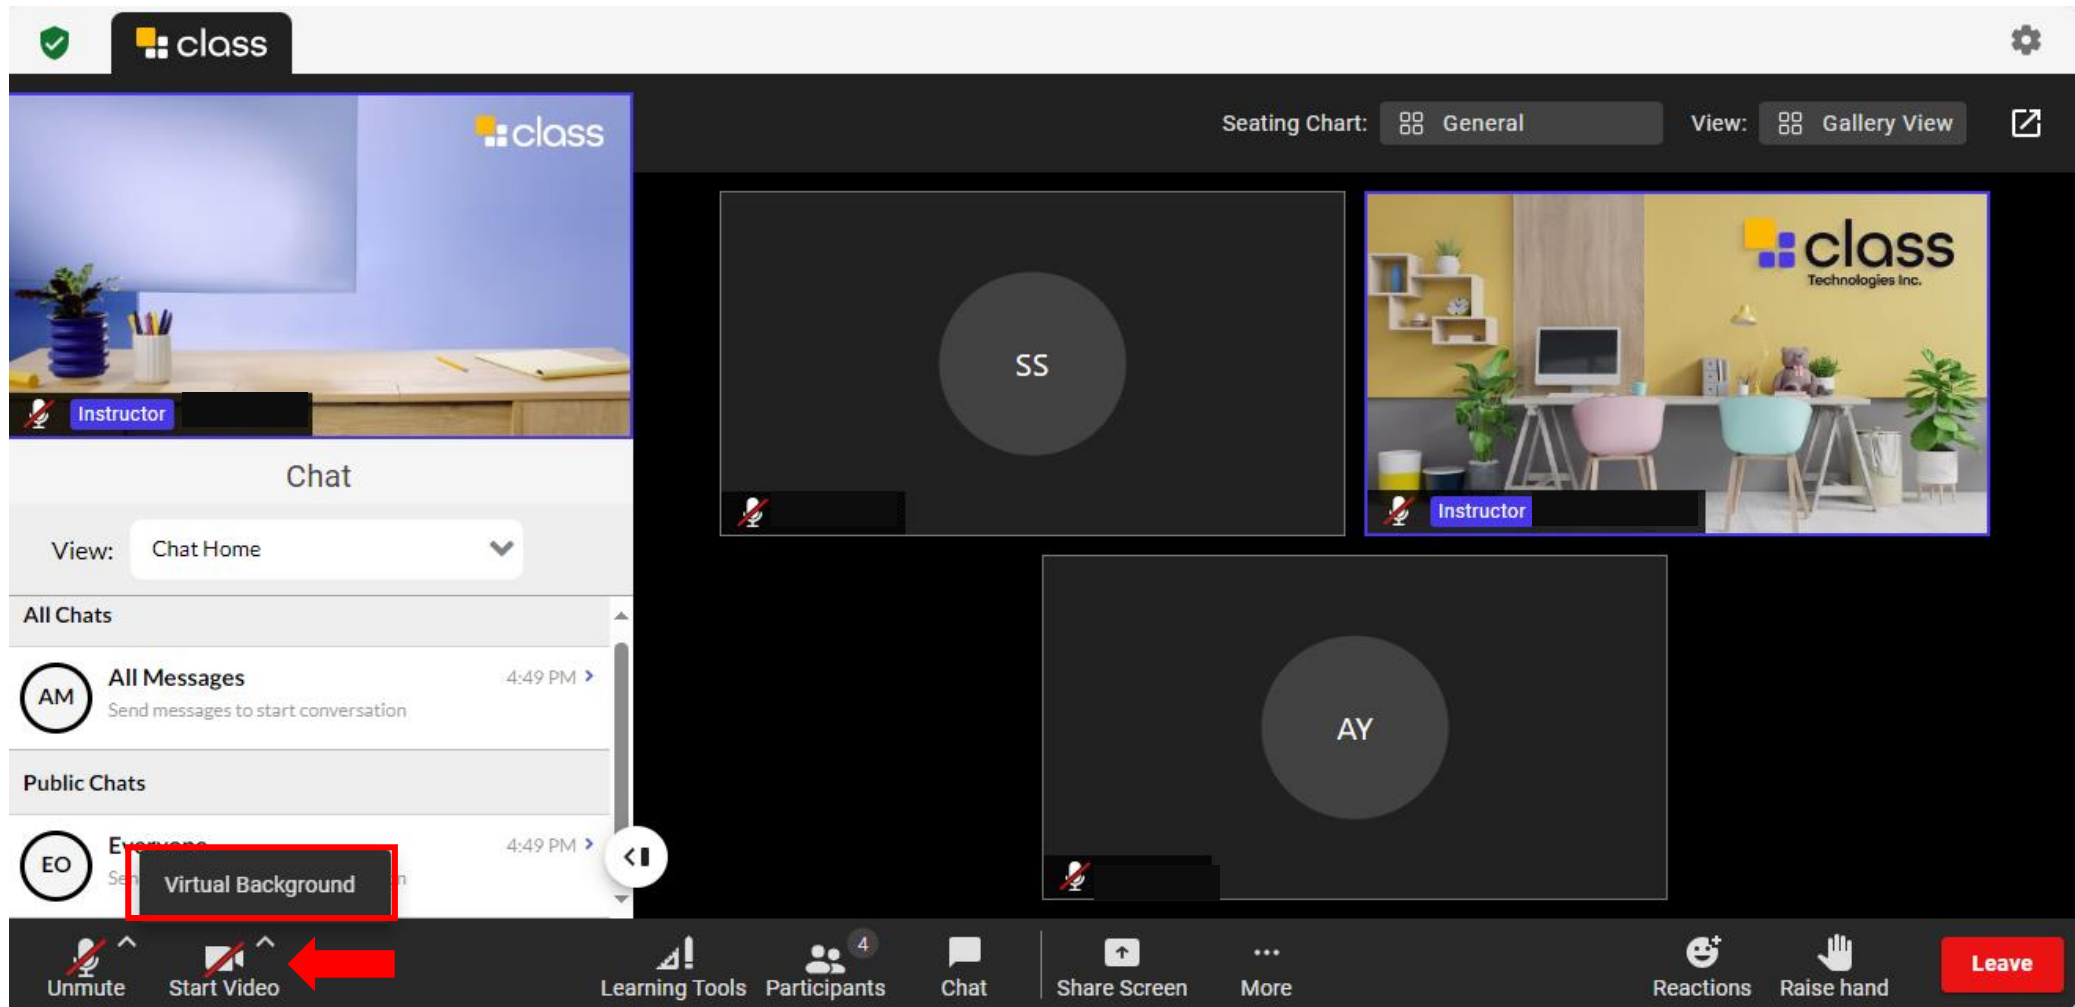 class
class
Seating Chart:
General
View:
Gallery View
Instructor
SS
class
Technologies Inc.
Instructor
AY
Chat
View:
Chat Home
All Chats
AM
All Messages
4:49 PM
Send messages to start conversation
Public Chats
EO
Everyone
4:49 PM
Virtual Background
Unmute
Start Video
Learning Tools
4
Participants
Chat
Share Screen
More
Reactions
Raise hand
Leave